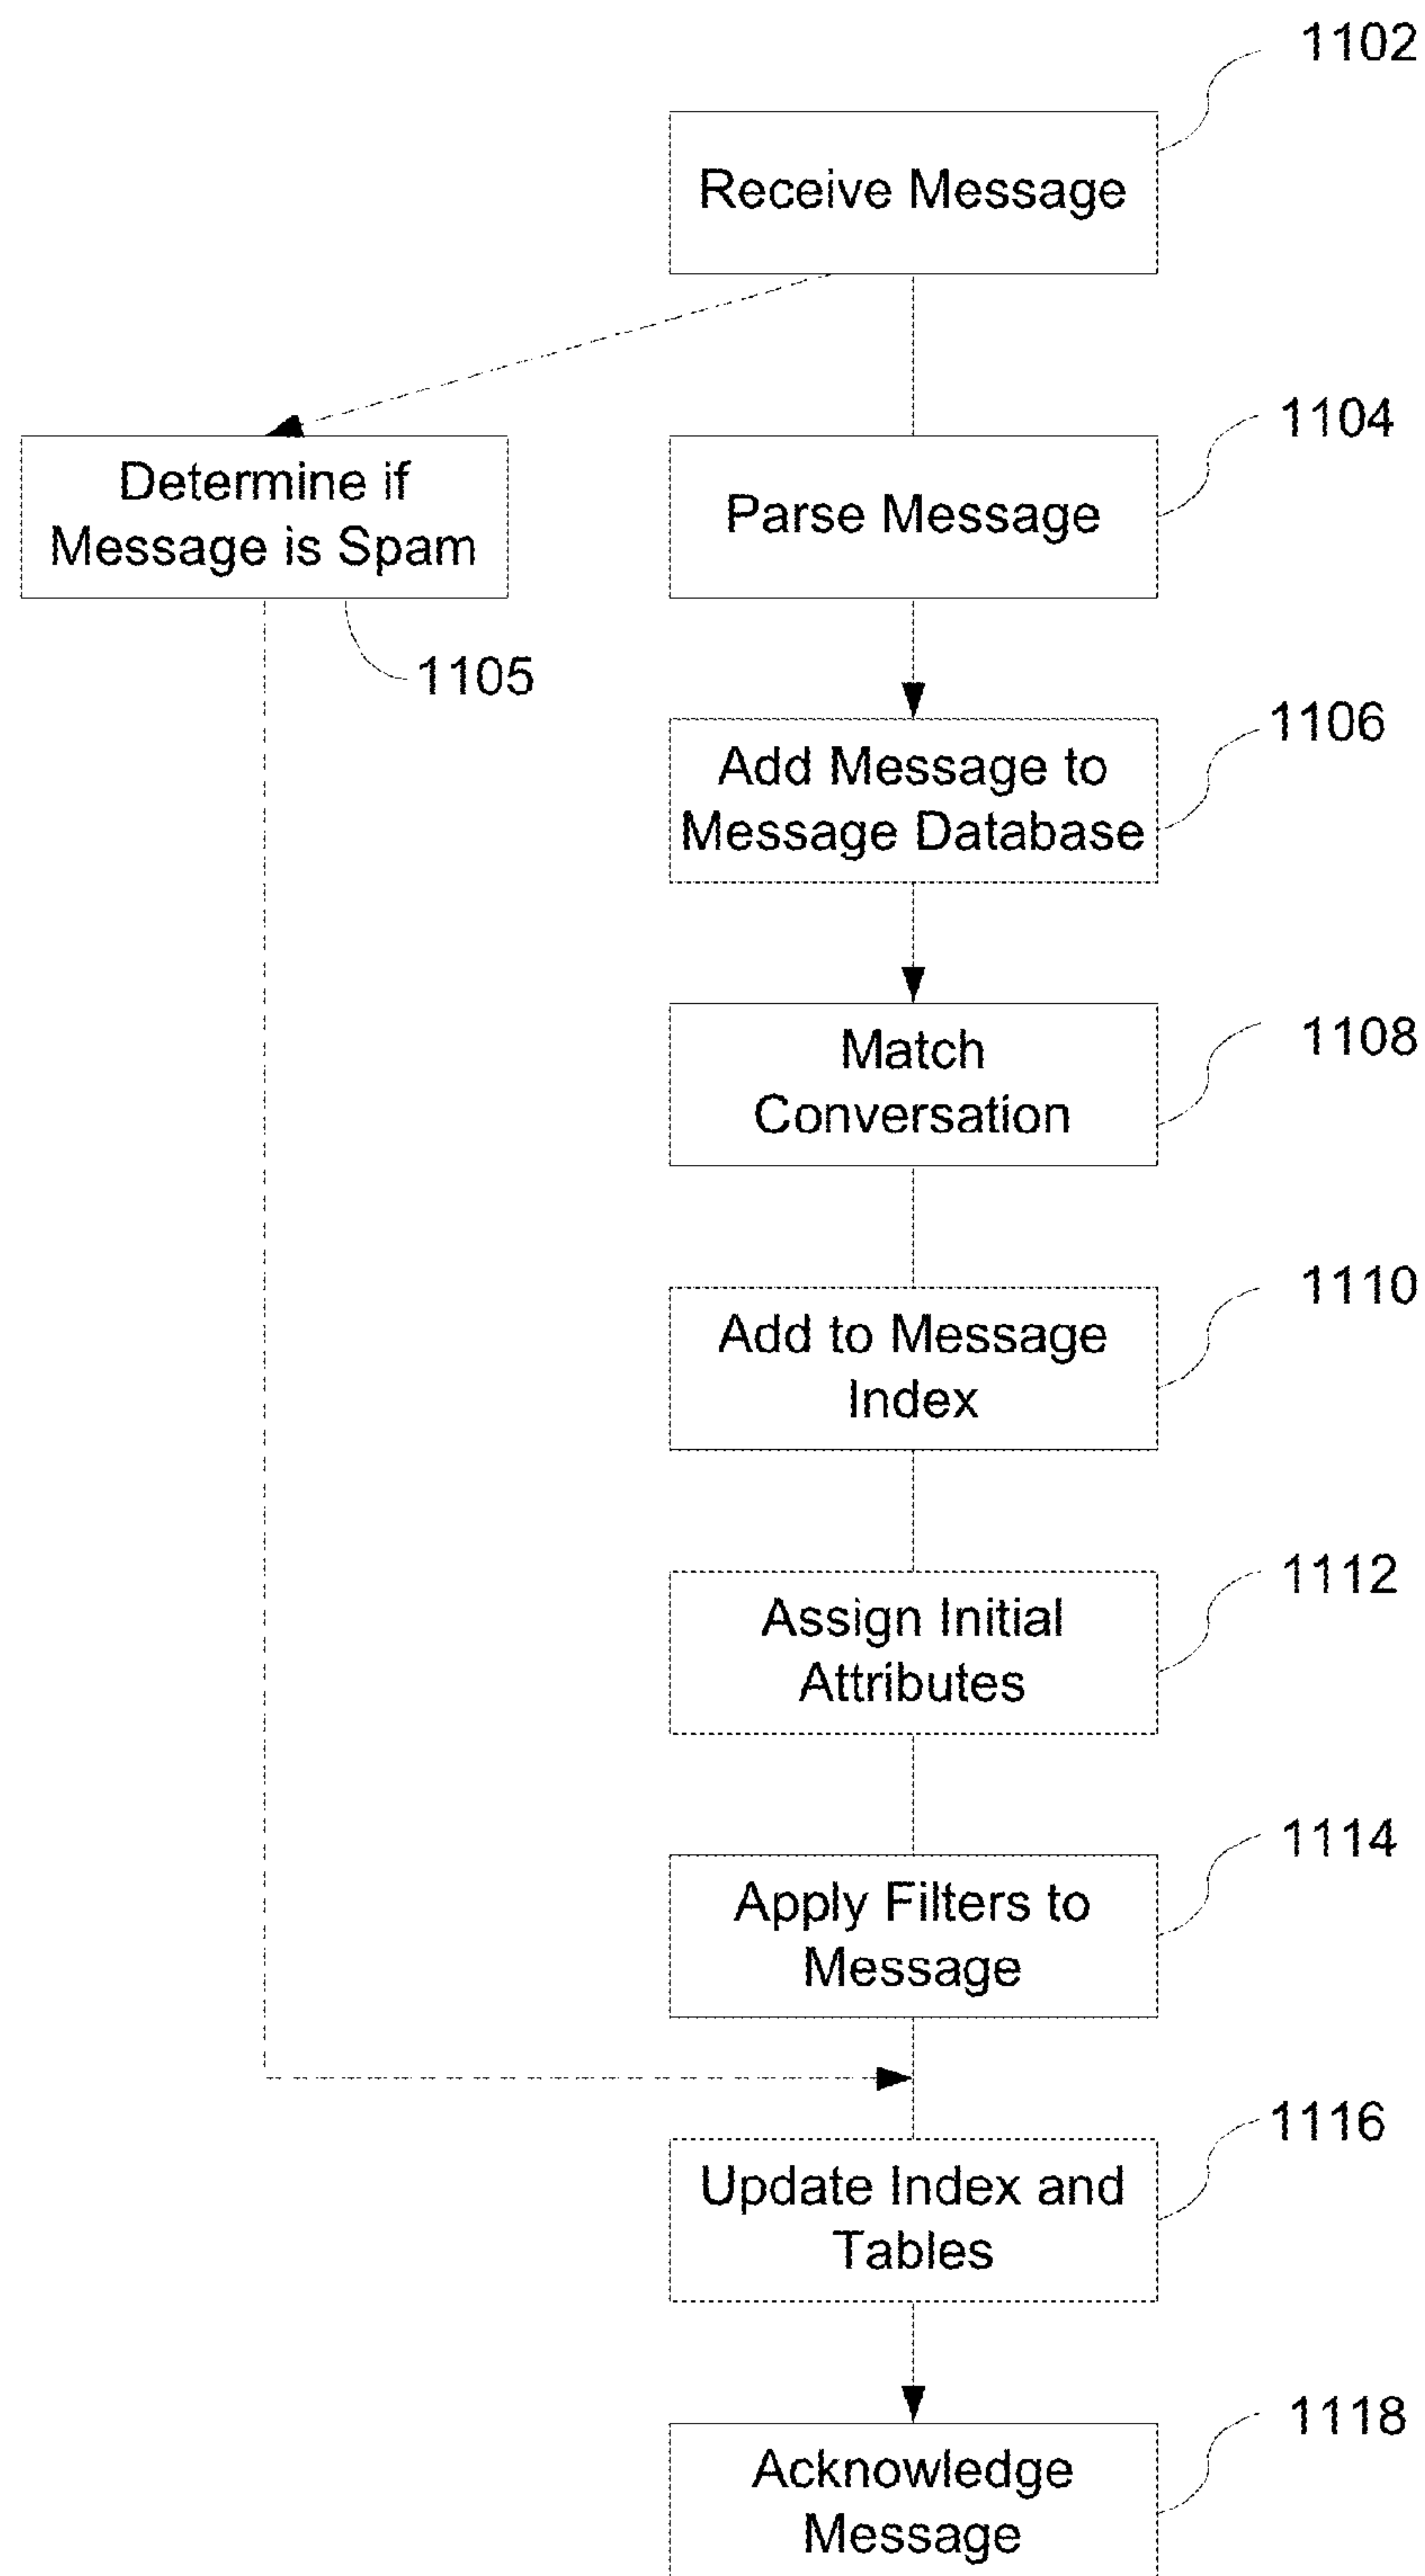 1102
Receive Message
1104
Parse Message
Determine if
Message is Spam
1105
1106
Add Message to
Message Database
1108
Match
Conversation
1110
Add to Message
Index
1112
Assign Initial
Attributes
1114
Apply Filters to
Message
1116
Update Index and
Tables
1118
Acknowledge
Message